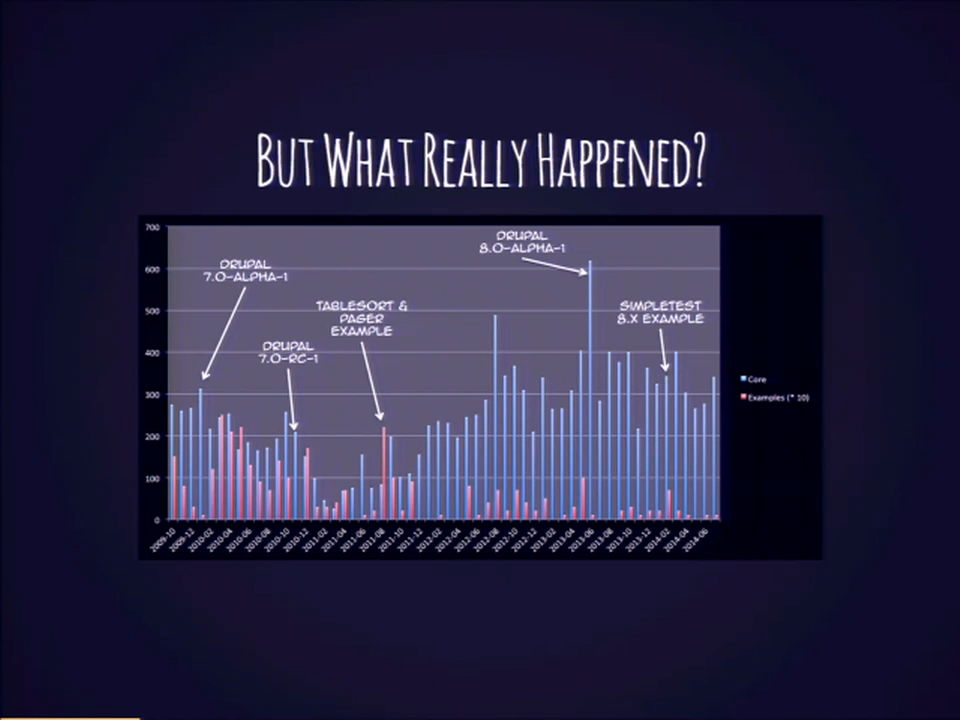 But What Really Happened?
700
600
500
400
300
200
100
0
DRUPAL
7.0-ALPHA-1
DRUPAL
7.0-RC-1
TABLESORT &
PAGER
EXAMPLE
DRUPAL
8.0-ALPHA-1
SIMPLETEST
8.X EXAMPLE
Core
Examples (* 10)
2009-10
2009-12
2010-02
2010-04
2010-06
2010-08
2010-10
2010-12
2011-02
2011-04
2011-06
2011-08
2011-10
2011-12
2012-02
2012-04
2012-06
2012-08
2012-10
2012-12
2013-02
2013-04
2013-06
2013-08
2013-10
2013-12
2014-02
2014-04
2014-06